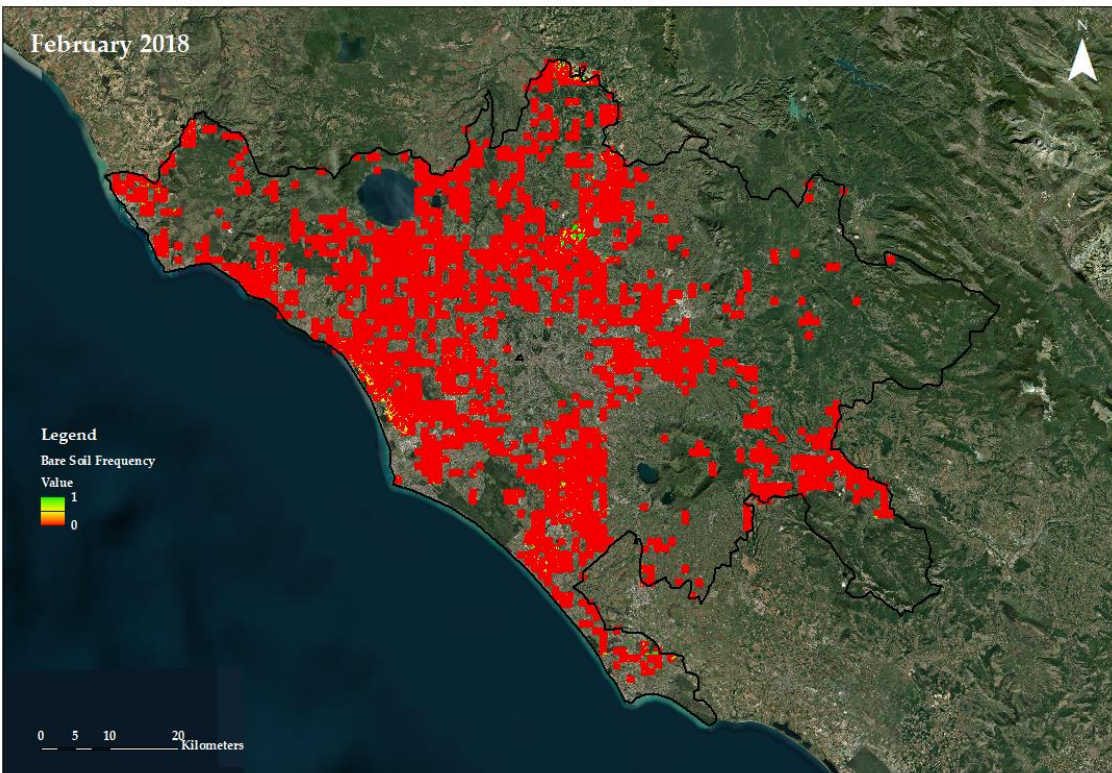 February 2018
N
Legend
Bare Soil Frequency
Value
1
0
0 5 10 20
Kilometers